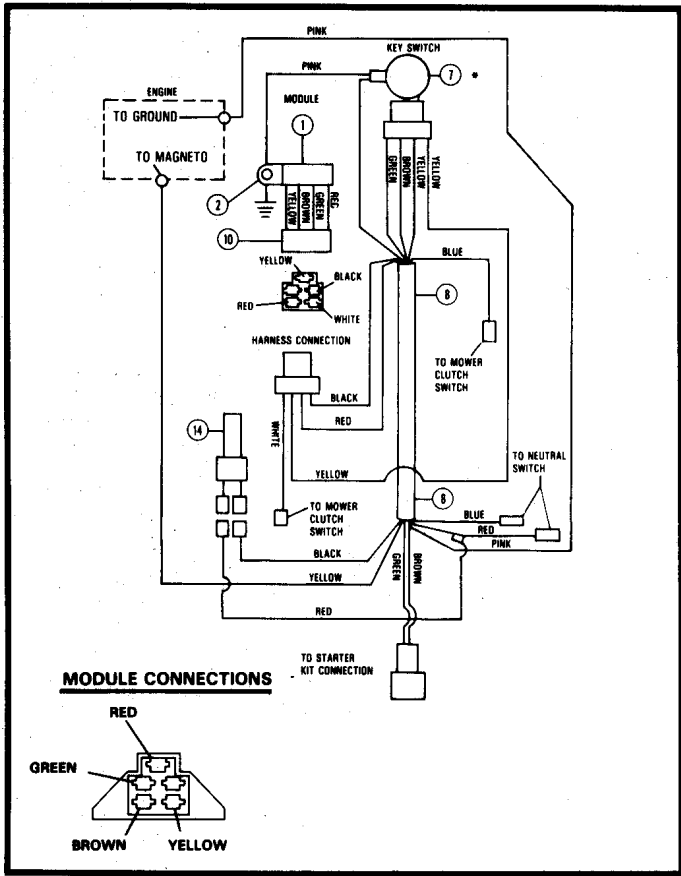 PINK
KEY SWITCH
PINK
7 *
ENGINE
MODULE
TO GROUND
1
TO MAGNETO
GREEN
BROWN
YELLOW
YELLOW
2
YELLOW
BROWN
GREEN
RED
10
YELLOW
BLACK
BLUE
8
RED
WHITE
HARNESS CONNECTION
TO MOWER
CLUTCH
SWITCH
BLACK
14
RED
WHITE
TO NEUTRAL
SWITCH
YELLOW
8
TO MOWER
CLUTCH
SWITCH
BLUE
RED
PINK
BLACK
GREEN
BROWN
YELLOW
RED
TO STARTER
KIT CONNECTION
MODULE CONNECTIONS
RED
GREEN
BROWN
YELLOW